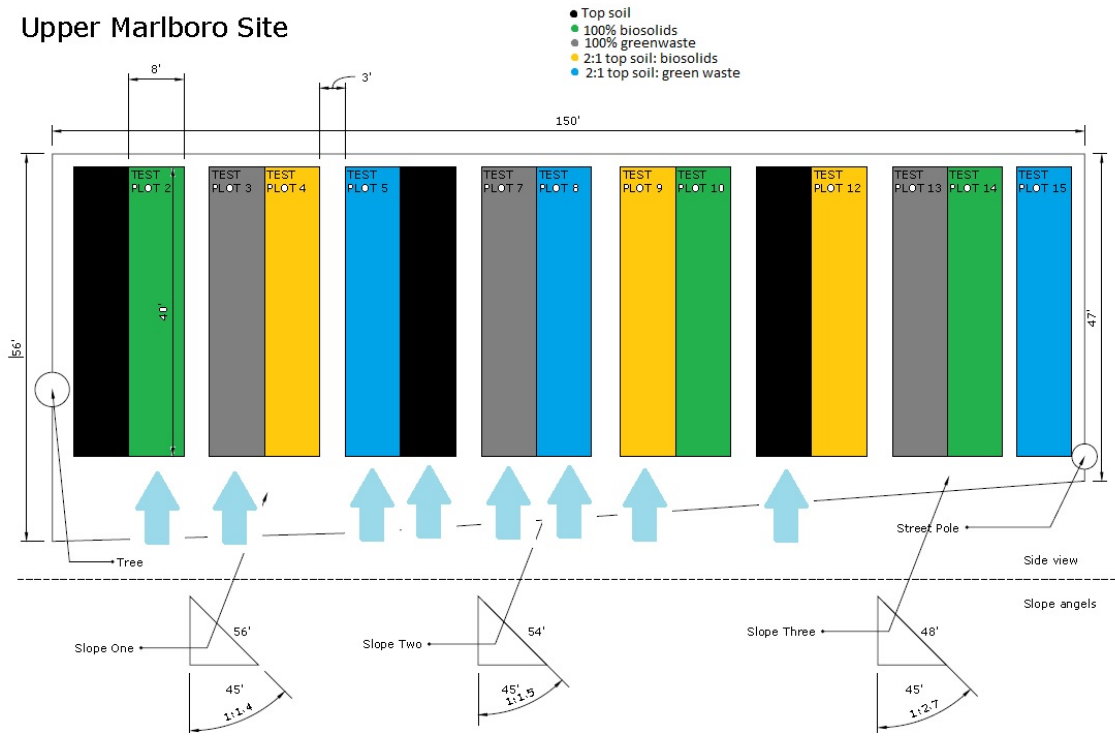 Upper Marlboro Site
Top soil
100% biosolids
100% greenwaste
2:1 top soil: biosolids
2:1 top soil: green waste
8'
3'
150'
TEST
PLOT 2
TEST
PLOT 3
TEST
PLOT 4
TEST
PLOT 5
TEST
PLOT 7
TEST
PLOT 8
TEST
PLOT 9
TEST
PLOT 10
TEST
PLOT 12
TEST
PLOT 13
TEST
PLOT 14
TEST
PLOT 15
40'
56'
47'
Tree
Street Pole
Side view
Slope angels
Slope One
56'
45'
1:1.4
Slope Two
54'
45'
1:1.5
Slope Three
48'
45'
1:2.7